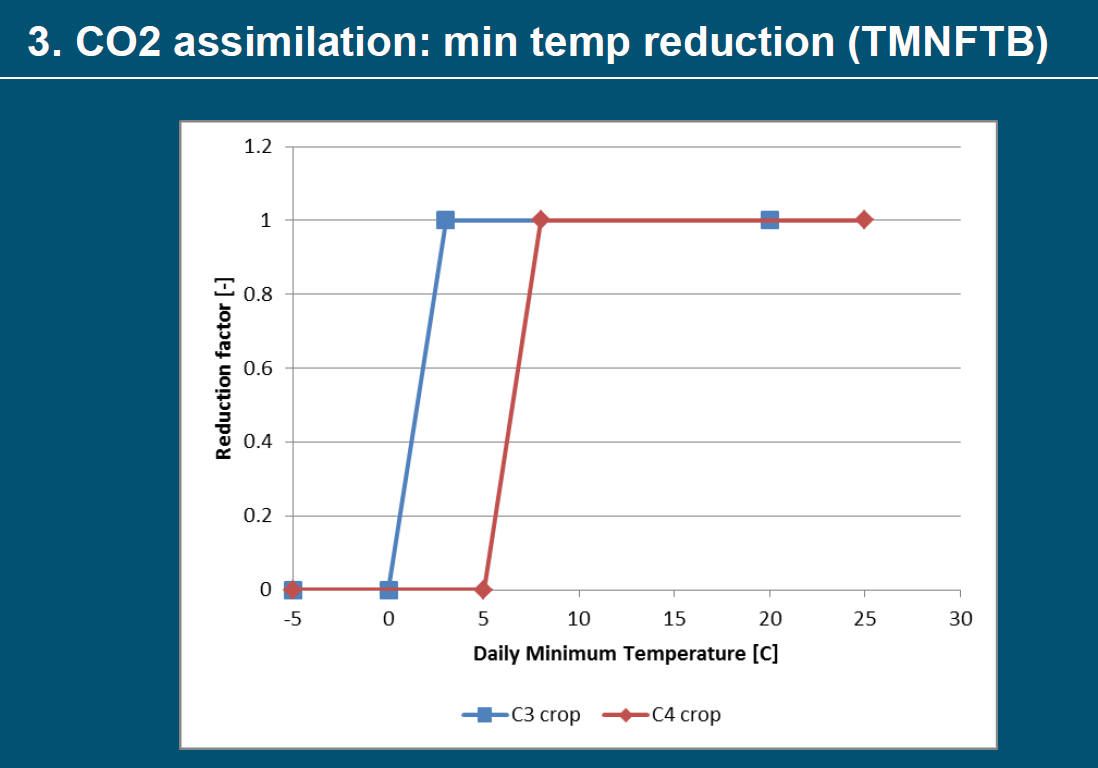 3. CO2 assimilation: min temp reduction (TMNFTB)
1.2
1
0.8
0.6
0.4
0.2
0
Reduction factor [-]
-5 0 5 10 15 20 25 30
Daily Minimum Temperature [C]
C3 crop C4 crop